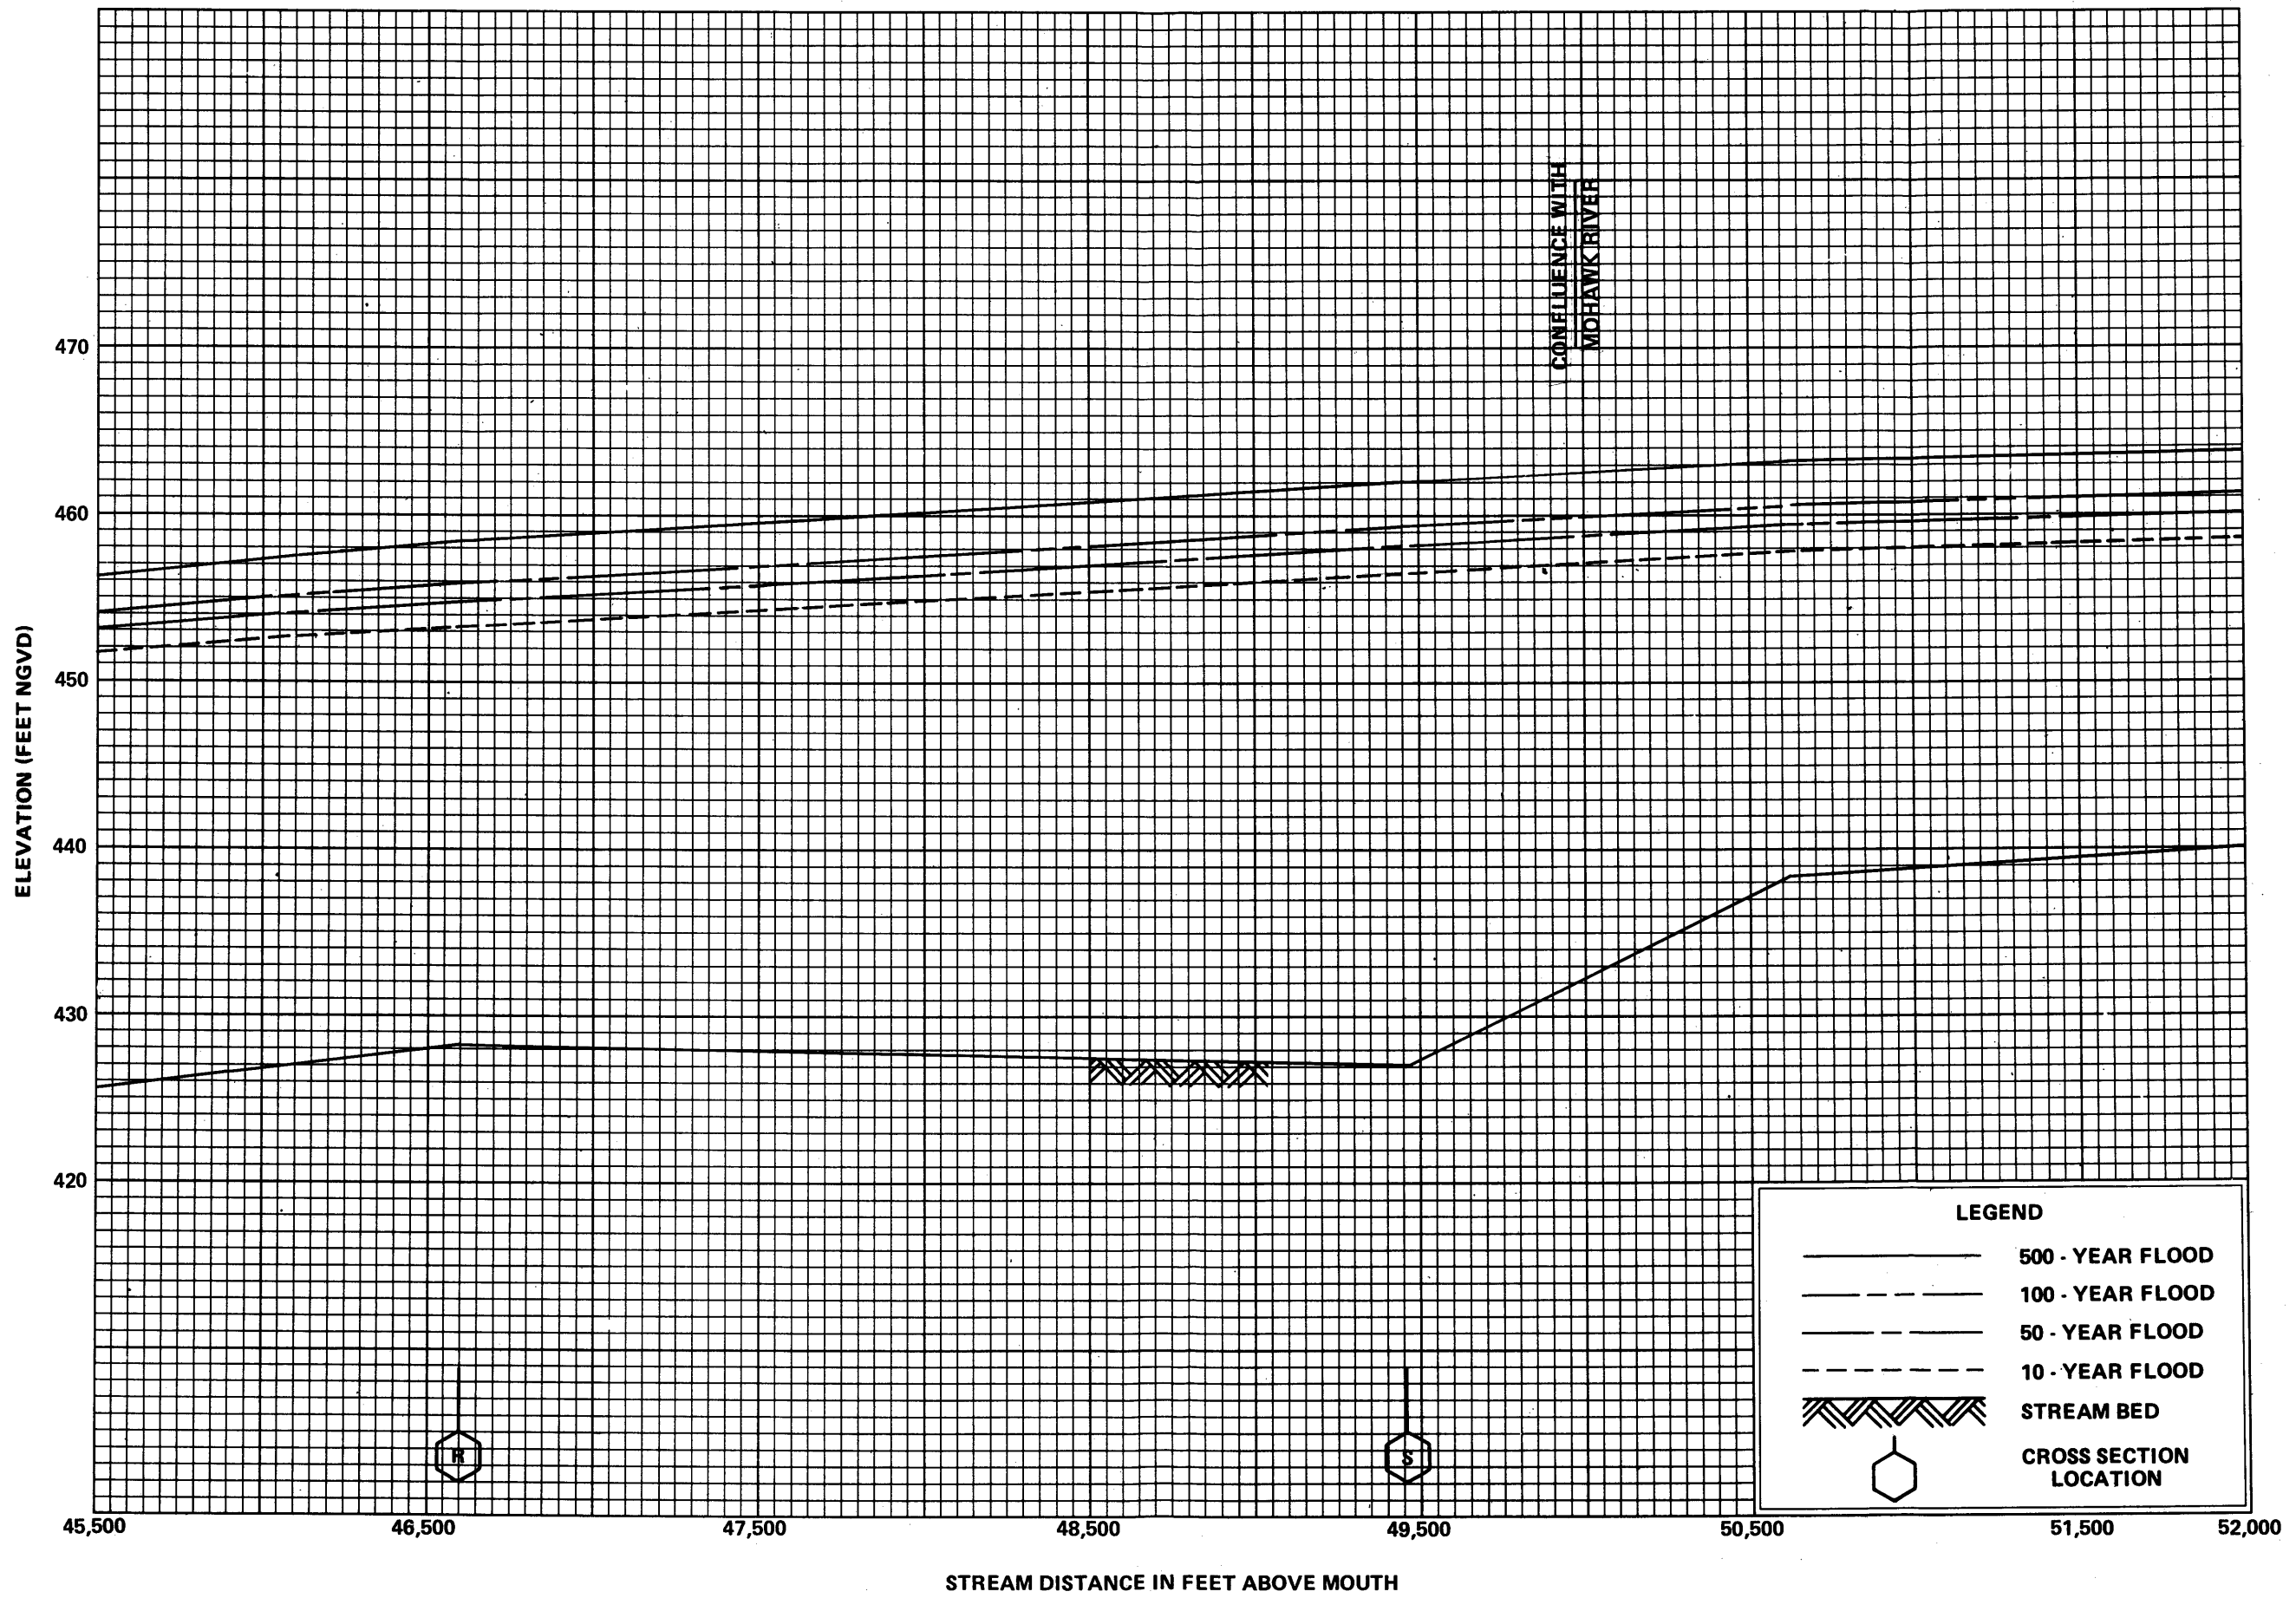 CONFLUENCE WITH
MOHAWK RIVER
ELEVATION (FEET NGVD)
470
460
450
440
430
420
R
S
LEGEND
500 - YEAR FLOOD
100 - YEAR FLOOD
50 - YEAR FLOOD
10 - YEAR FLOOD
STREAM BED
CROSS SECTION
LOCATION
45,500
46,500
47,500
48,500
49,500
50,500
51,500
52,000
STREAM DISTANCE IN FEET ABOVE MOUTH